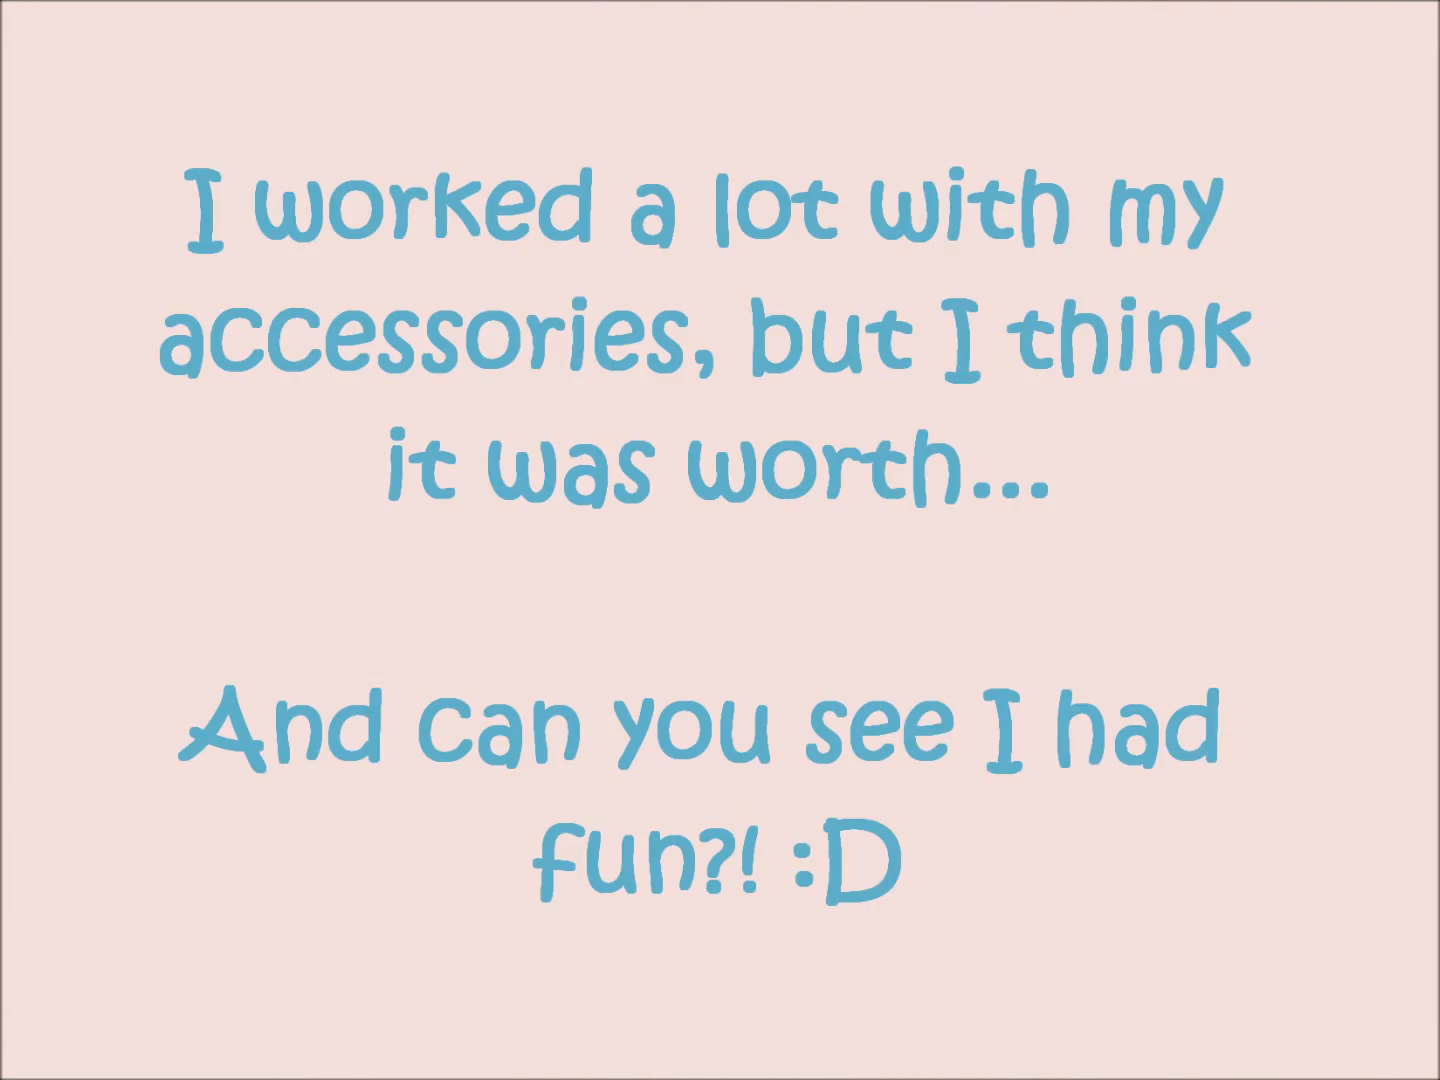 I worked a lot with my
accessories, but I think
it was worth...
And can you see I had
fun?! :D